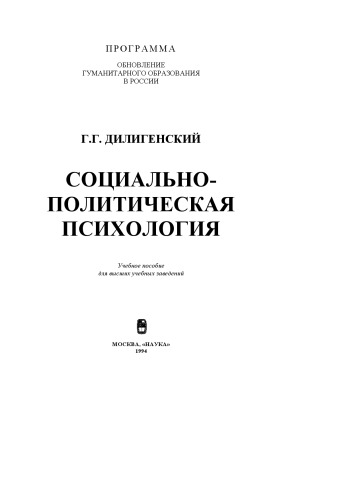 ПРОГРАММА
ОБНОВЛЕНИЕ
ГУМАНИТАРНОГО ОБРАЗОВАНИЯ
В РОССИИ
Г.Г. ДИЛИГЕНСКИЙ
СОЦИАЛЬНО-
ПОЛИТИЧЕСКАЯ
ПСИХОЛОГИЯ
Учебное пособие
для высших учебных заведений
МОСКВА, «НАУКА»
1994